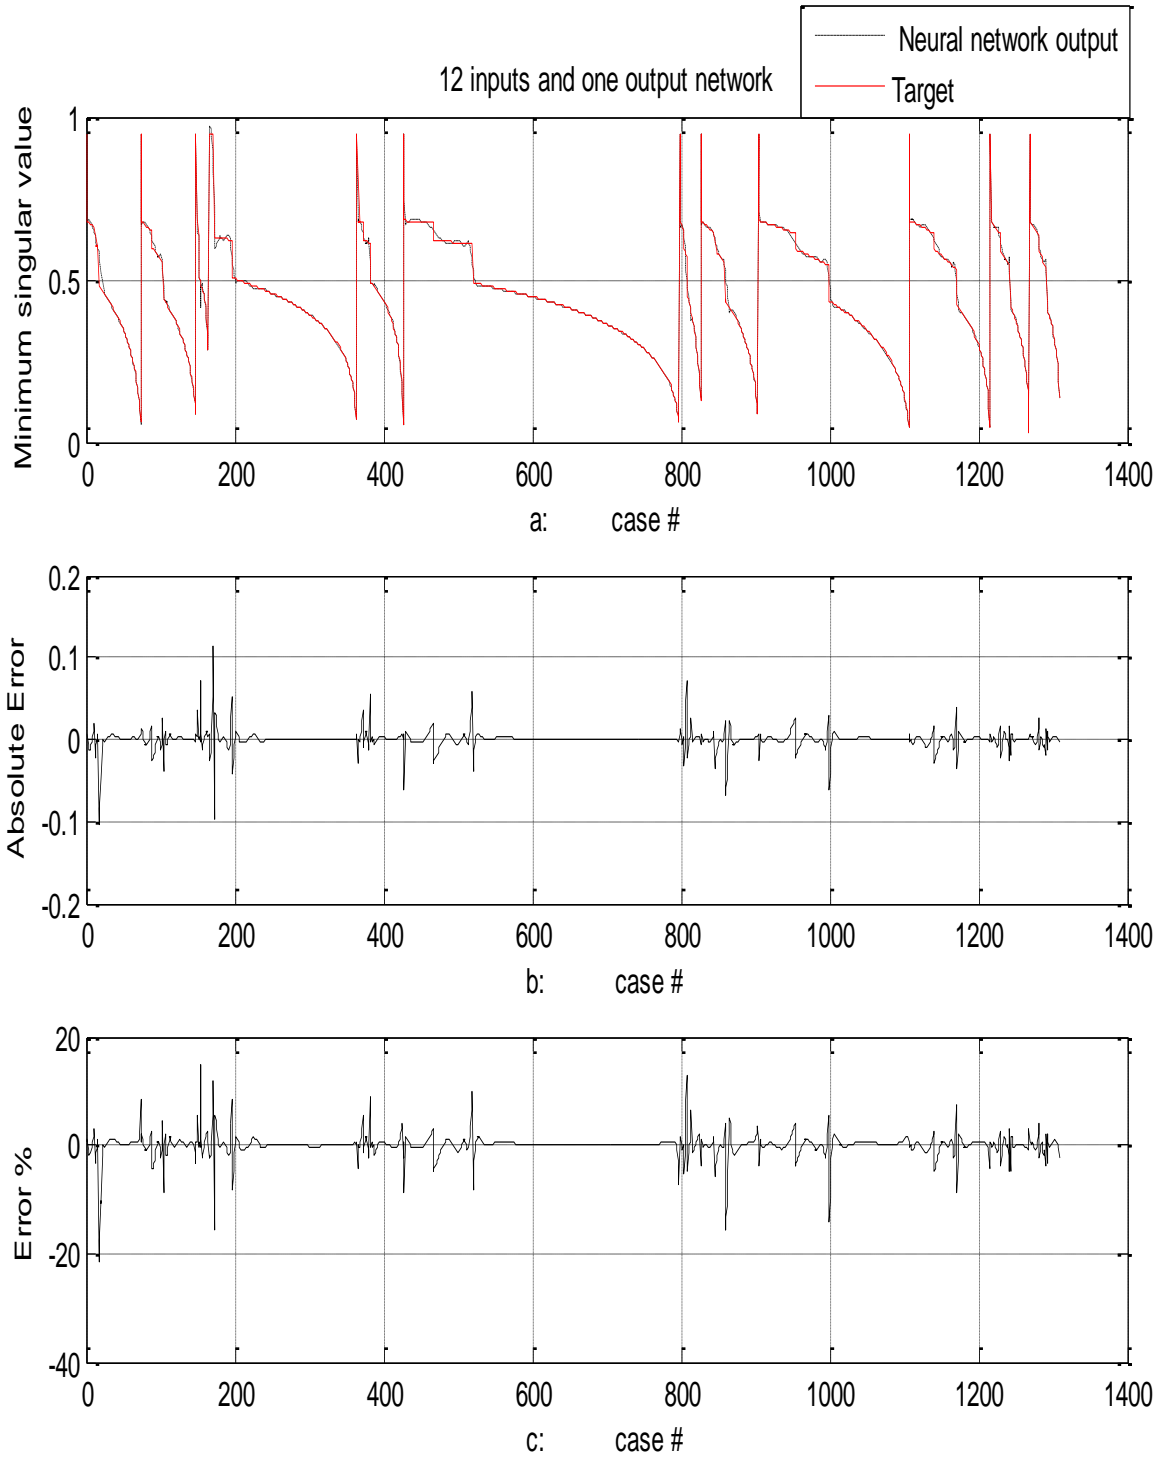 Neural network output
12 inputs and one output network
Target
Minimum singular value
1
0.5
0
0 200 400 600 800 1000 1200 1400
a: case #
Absolute Error
0.2
0.1
0
-0.1
-0.2
0 200 400 600 800 1000 1200 1400
b: case #
Error %
20
0
-20
-40
0 200 400 600 800 1000 1200 1400
c: case #